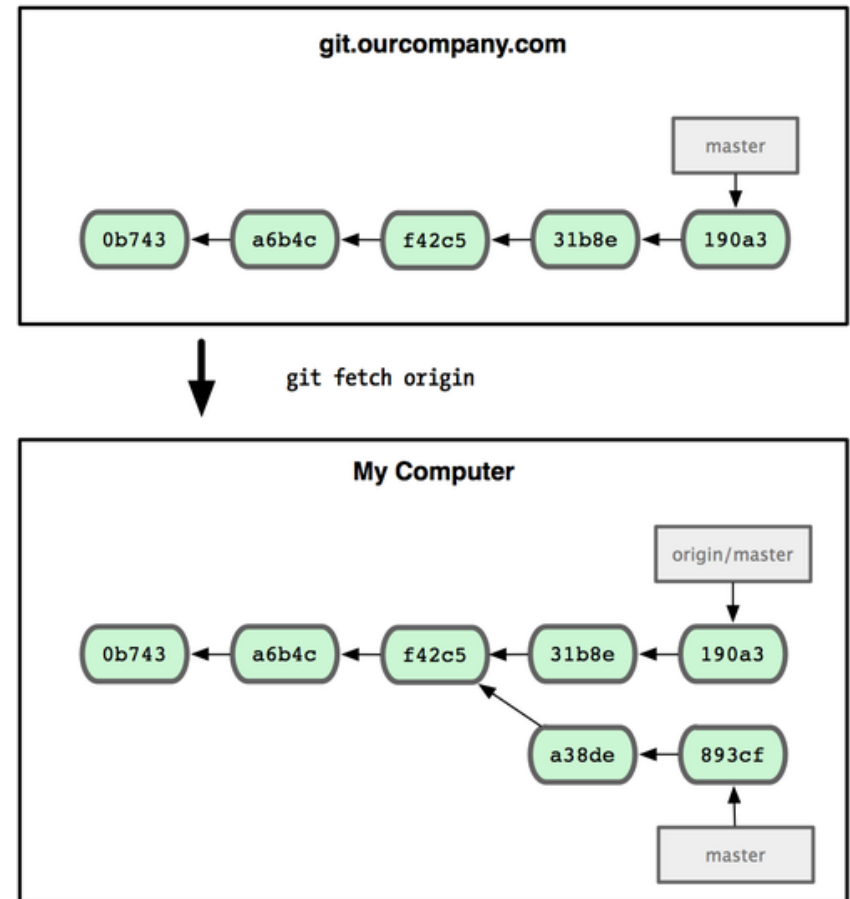 git.ourcompany.com
master
0b743 a6b4c f42c5 31b8e 190a3
git fetch origin
My Computer
origin/master
0b743 a6b4c f42c5 31b8e 190a3
a38de 893cf
master